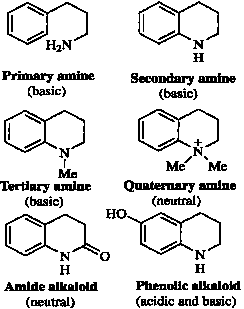 H₂N
N
H
Primary amine
(basic)
Secondary amine
(basic)
N
Me
N
+
Me
Me
Tertiary amine
(basic)
Quaternary amine
(neutral)
N
H
O
HO
N
H
Amide alkaloid
(neutral)
Phenolic alkaloid
(acidic and basic)